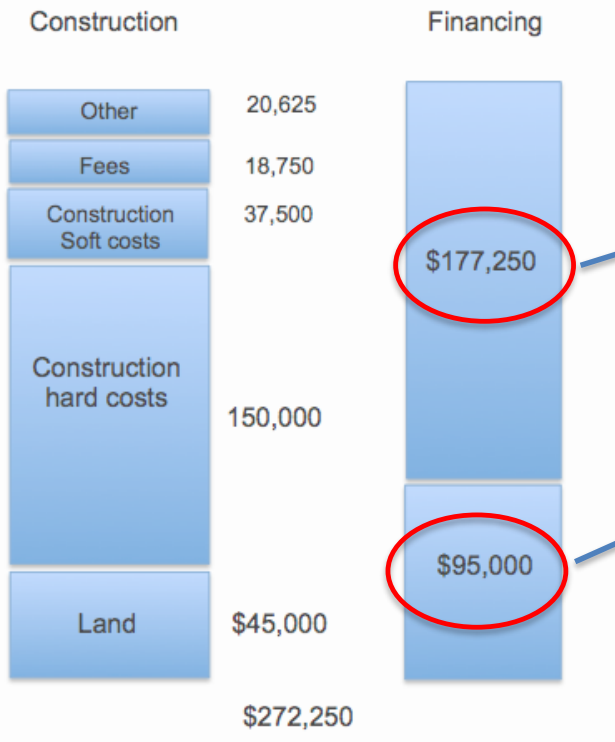 Construction
Financing
Other
20,625
Fees
18,750
Construction
Soft costs
37,500
$177,250
Construction
hard costs
150,000
$95,000
Land
$45,000
$272,250